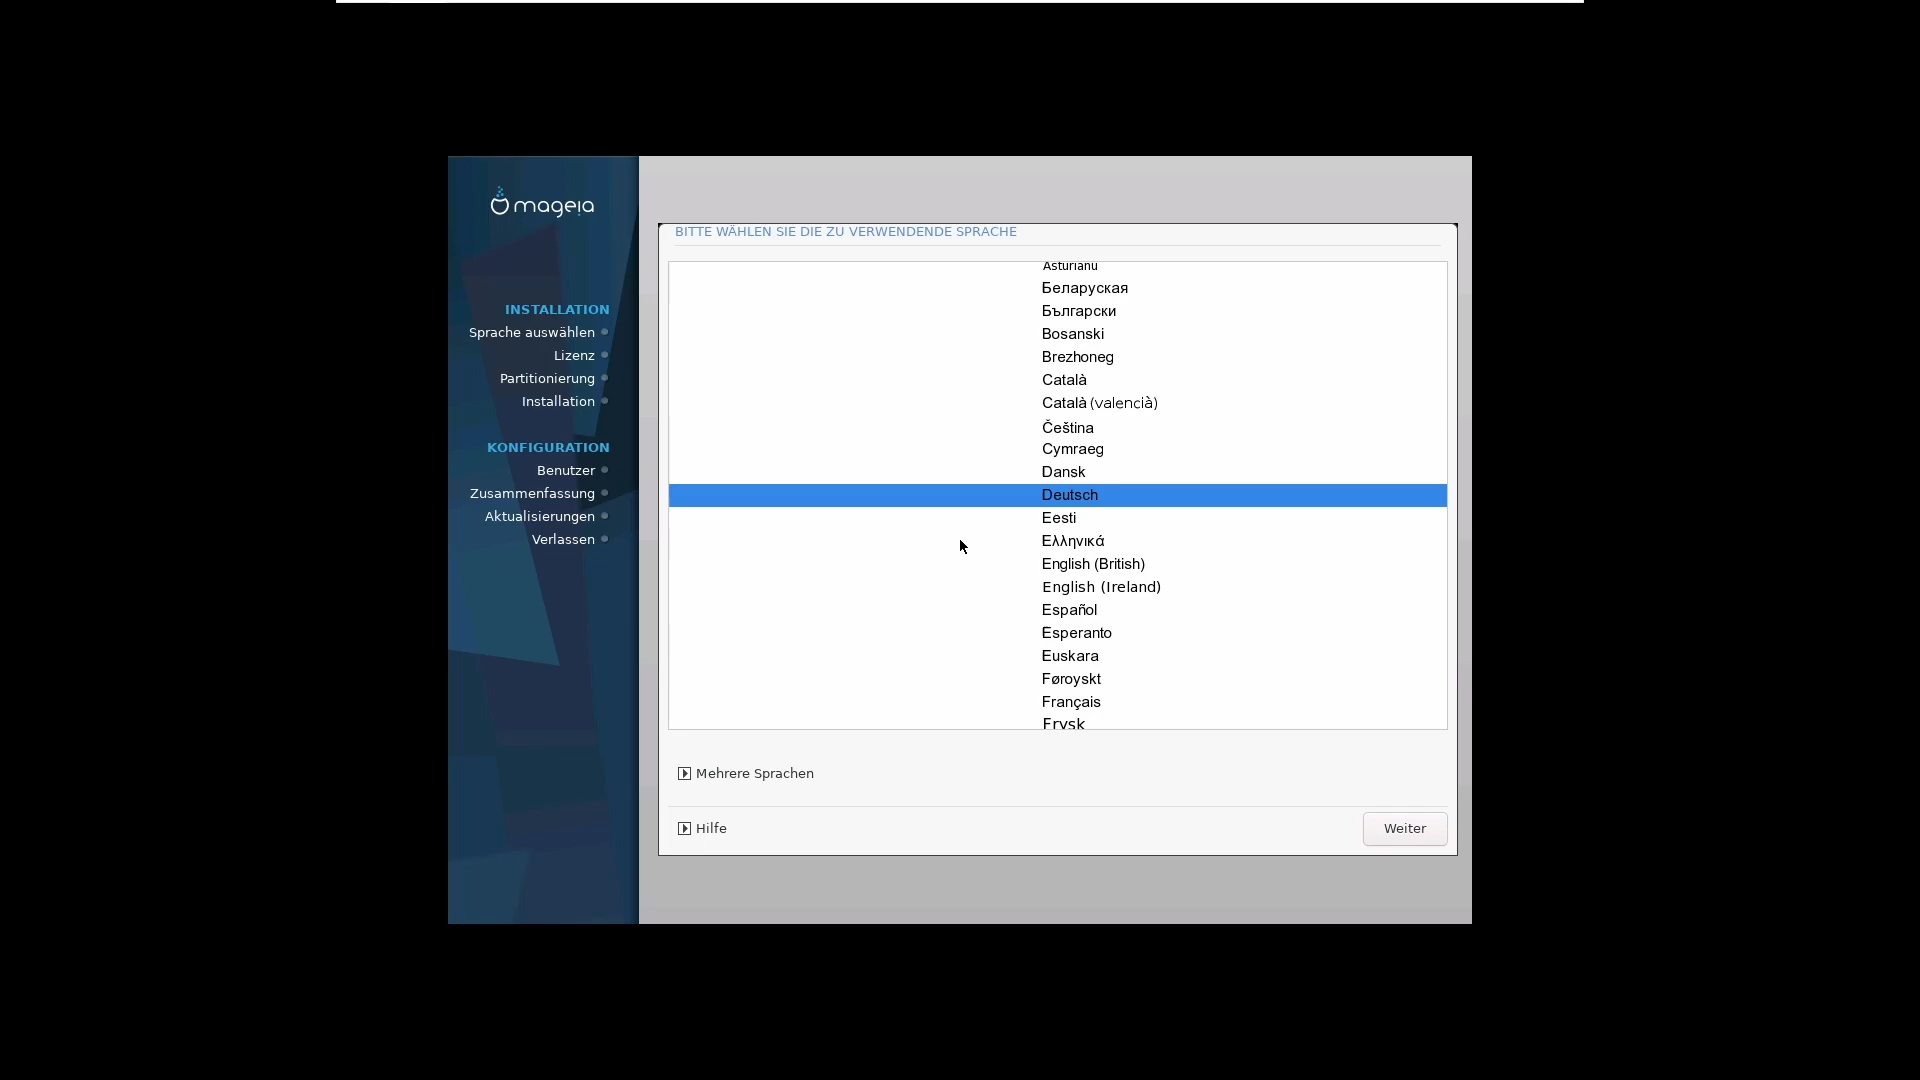 mageia
INSTALLATION
Sprache auswählen
Lizenz
Partitionierung
Installation
KONFIGURATION
Benutzer
Zusammenfassung
Aktualisierungen
Verlassen
BITTE WÄHLEN SIE DIE ZU VERWENDENDE SPRACHE
Asturianu
Беларуская
Български
Bosanski
Brezhoneg
Català
Català (valencià)
Čeština
Cymraeg
Dansk
Deutsch
Eesti
Ελληνικά
English (British)
English (Ireland)
Español
Esperanto
Euskara
Føroyskt
Français
Frysk
Mehrere Sprachen
Hilfe
Weiter